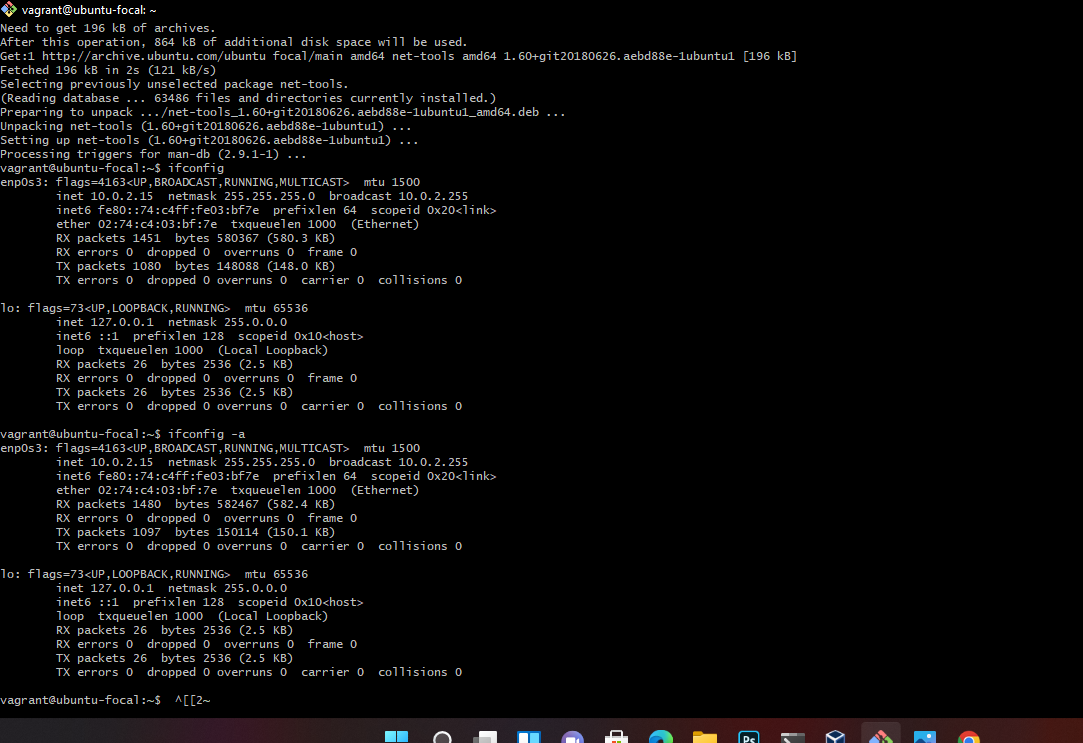 vagrant@ubuntu-focal: ~
Need to get 196 kB of archives.
After this operation, 864 kB of additional disk space will be used.
Get:1 http://archive.ubuntu.com/ubuntu focal/main amd64 net-tools amd64 1.60+git20180626.aebd88e-1ubuntu1 [196 kB]
Fetched 196 kB in 2s (121 kB/s)
Selecting previously unselected package net-tools.
(Reading database ... 63486 files and directories currently installed.)
Preparing to unpack .../net-tools_1.60+git20180626.aebd88e-1ubuntu1_amd64.deb ...
Unpacking net-tools (1.60+git20180626.aebd88e-1ubuntu1) ...
Setting up net-tools (1.60+git20180626.aebd88e-1ubuntu1) ...
Processing triggers for man-db (2.9.1-1) ...
vagrant@ubuntu-focal:~$ ifconfig
enp0s3: flags=4163<UP,BROADCAST,RUNNING,MULTICAST>  mtu 1500
        inet 10.0.2.15  netmask 255.255.255.0  broadcast 10.0.2.255
        inet6 fe80::74:c4ff:fe03:bf7e  prefixlen 64  scopeid 0x20<link>
        ether 02:74:c4:03:bf:7e  txqueuelen 1000  (Ethernet)
        RX packets 1451  bytes 580367 (580.3 KB)
        RX errors 0  dropped 0  overruns 0  frame 0
        TX packets 1080  bytes 148088 (148.0 KB)
        TX errors 0  dropped 0 overruns 0  carrier 0  collisions 0
lo: flags=73<UP,LOOPBACK,RUNNING>  mtu 65536
        inet 127.0.0.1  netmask 255.0.0.0
        inet6 ::1  prefixlen 128  scopeid 0x10<host>
        loop  txqueuelen 1000  (Local Loopback)
        RX packets 26  bytes 2536 (2.5 KB)
        RX errors 0  dropped 0  overruns 0  frame 0
        TX packets 26  bytes 2536 (2.5 KB)
        TX errors 0  dropped 0 overruns 0  carrier 0  collisions 0
vagrant@ubuntu-focal:~$ ifconfig -a
enp0s3: flags=4163<UP,BROADCAST,RUNNING,MULTICAST>  mtu 1500
        inet 10.0.2.15  netmask 255.255.255.0  broadcast 10.0.2.255
        inet6 fe80::74:c4ff:fe03:bf7e  prefixlen 64  scopeid 0x20<link>
        ether 02:74:c4:03:bf:7e  txqueuelen 1000  (Ethernet)
        RX packets 1480  bytes 582467 (582.4 KB)
        RX errors 0  dropped 0  overruns 0  frame 0
        TX packets 1097  bytes 150114 (150.1 KB)
        TX errors 0  dropped 0 overruns 0  carrier 0  collisions 0
lo: flags=73<UP,LOOPBACK,RUNNING>  mtu 65536
        inet 127.0.0.1  netmask 255.0.0.0
        inet6 ::1  prefixlen 128  scopeid 0x10<host>
        loop  txqueuelen 1000  (Local Loopback)
        RX packets 26  bytes 2536 (2.5 KB)
        RX errors 0  dropped 0  overruns 0  frame 0
        TX packets 26  bytes 2536 (2.5 KB)
        TX errors 0  dropped 0 overruns 0  carrier 0  collisions 0
vagrant@ubuntu-focal:~$  ^[[2~
Ps